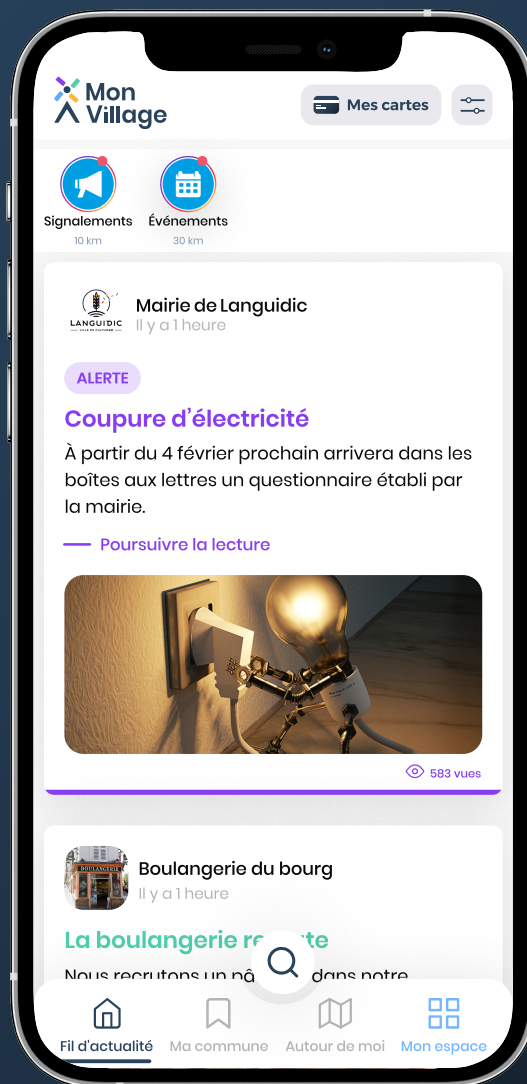 Mon
Village
Mes cartes
Signalements
10 km
Événements
30 km
LANGUIDIC
Mairie de Languidic
Il y a 1 heure
ALERTE
Coupure d'électricité
À partir du 4 février prochain arrivera dans les
boîtes aux lettres un questionnaire établi par
la mairie.
Poursuivre la lecture
583 vues
BOULANGERIE
Boulangerie du bourg
Il y a 1 heure
La boulangerie
Nous recrutons un dans notre
Fil d'actualité
Ma commune
Autour de moi
Mon espace